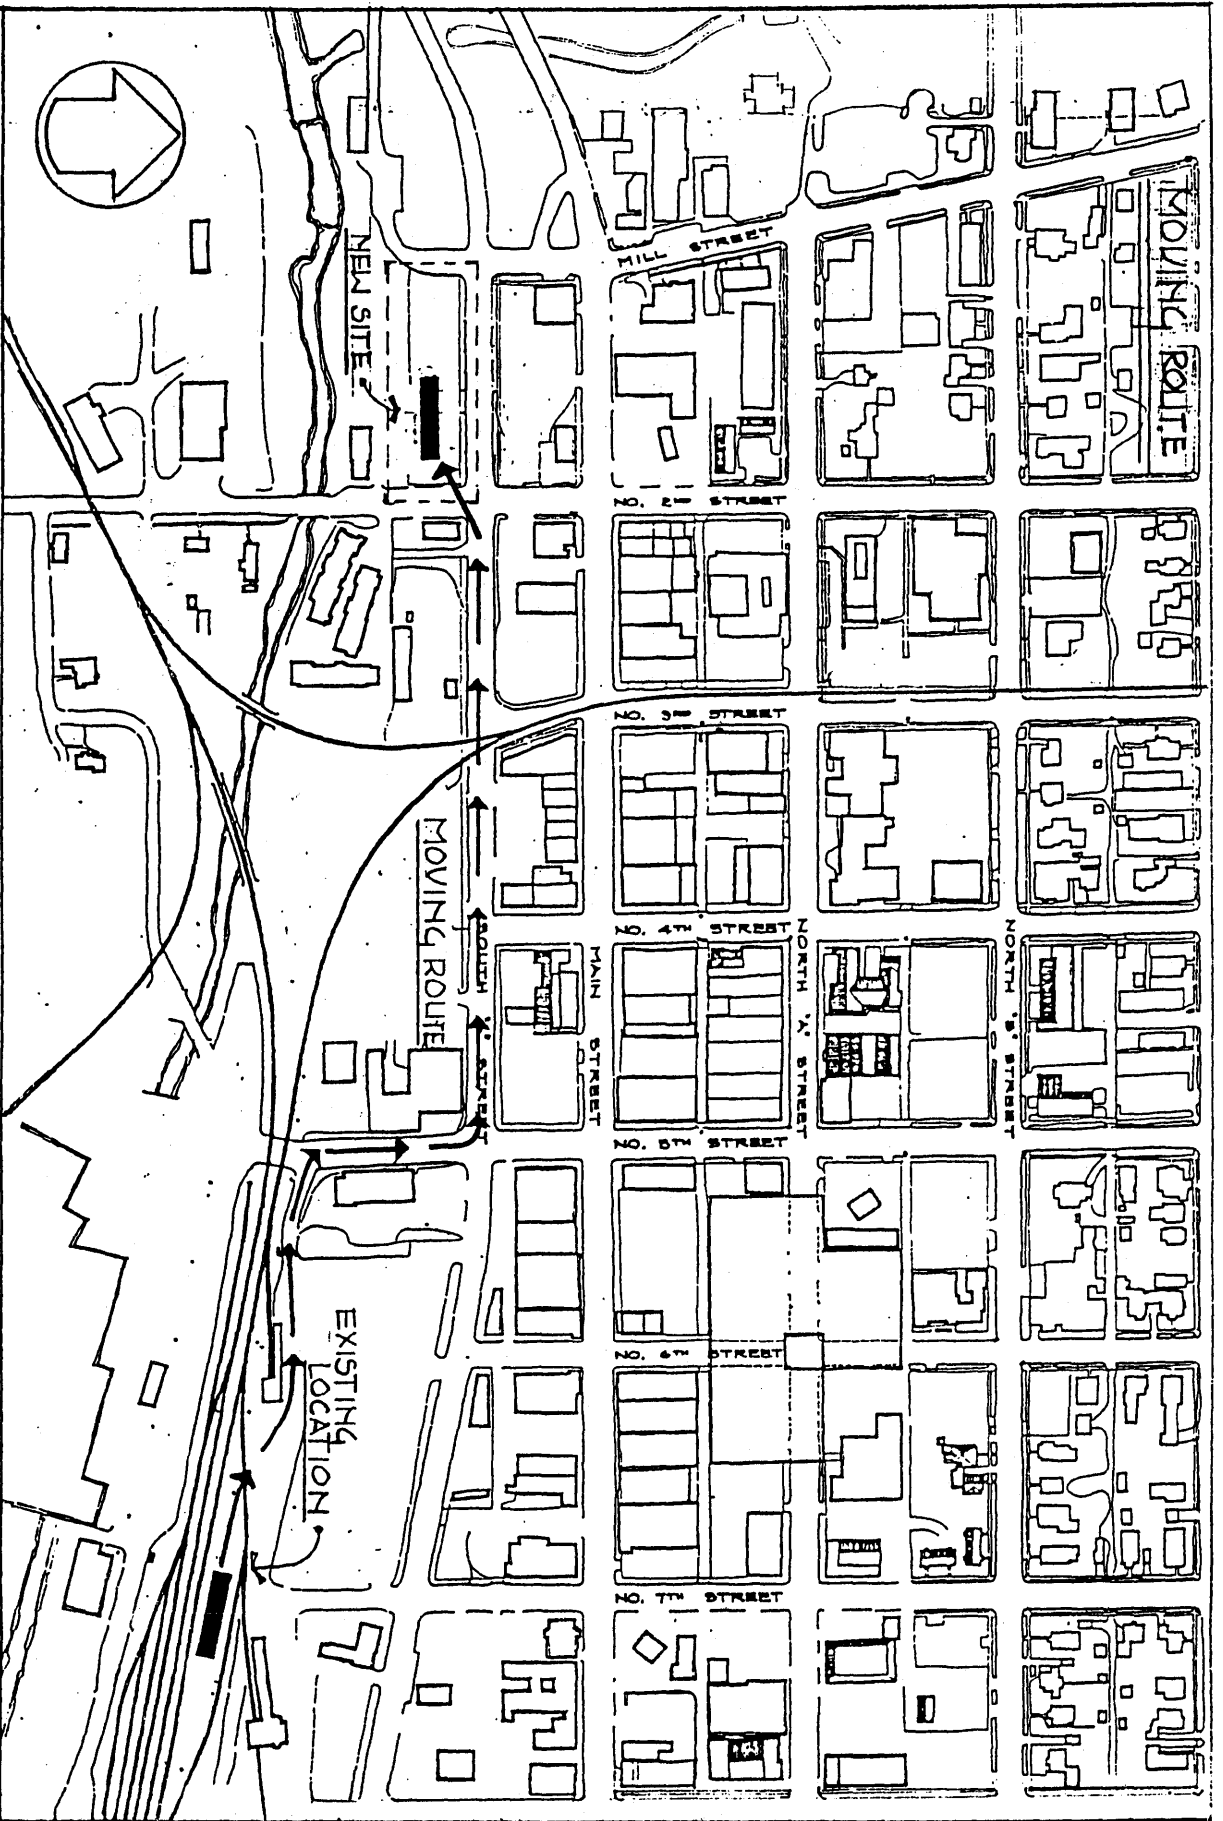 MOVING ROUTE
MILL STREET
NEW SITE
NO. 2ND STREET
NO. 3RD STREET
MOVING ROUTE
NO. 4TH STREET
SOUTH "A" STREET
MAIN STREET
NORTH "A" STREET
NORTH "B" STREET
NO. 5TH STREET
EXISTING
LOCATION
NO. 6TH STREET
NO. 7TH STREET